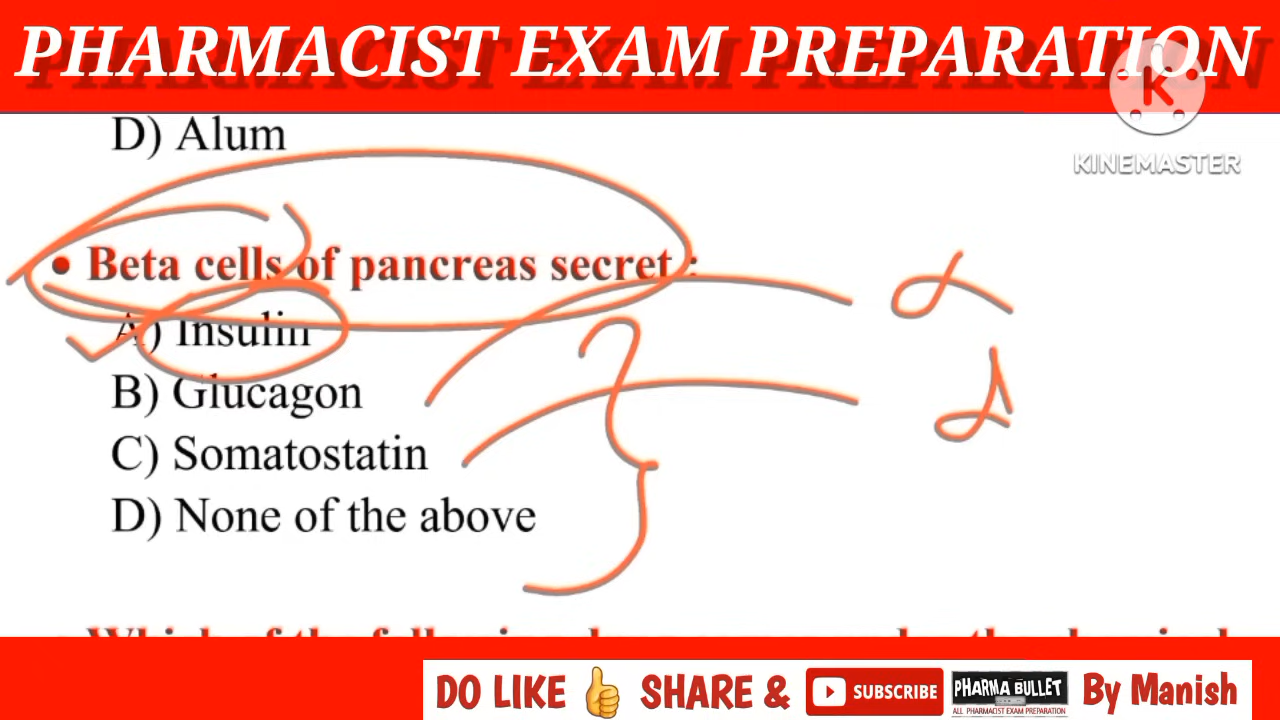 PHARMACIST EXAM PREPARATION
KINEMASTER
D) Alum
• Beta cells of pancreas secret :
A) Insulin
B) Glucagon
C) Somatostatin
D) None of the above
α
DO LIKE 👍 SHARE & SUBSCRIBE PHARMA BULLET By Manish
ALL PHARMACIST EXAM PREPARATION